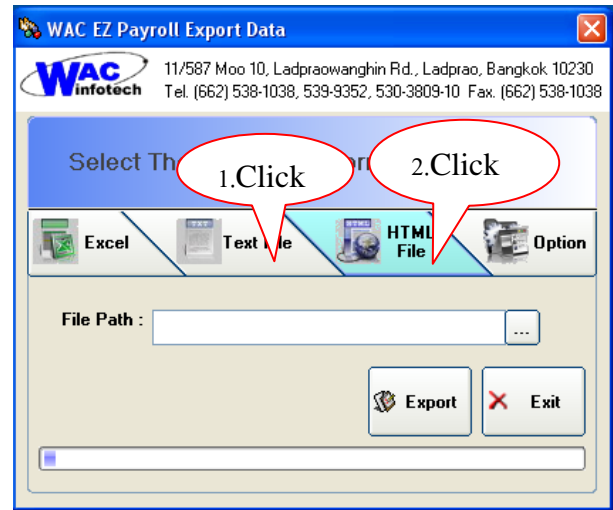 WAC EZ Payroll Export Data
WAC
Infotech
11/587 Moo 10, Ladpraowanghin Rd., Ladprao, Bangkok 10230
Tel. (662) 538-1038, 539-9352, 530-3809-10 Fax. (662) 538-1038
Select
1.Click
2.Click
Excel
Text
HTML
File
Option
File Path :
...
Export
Exit